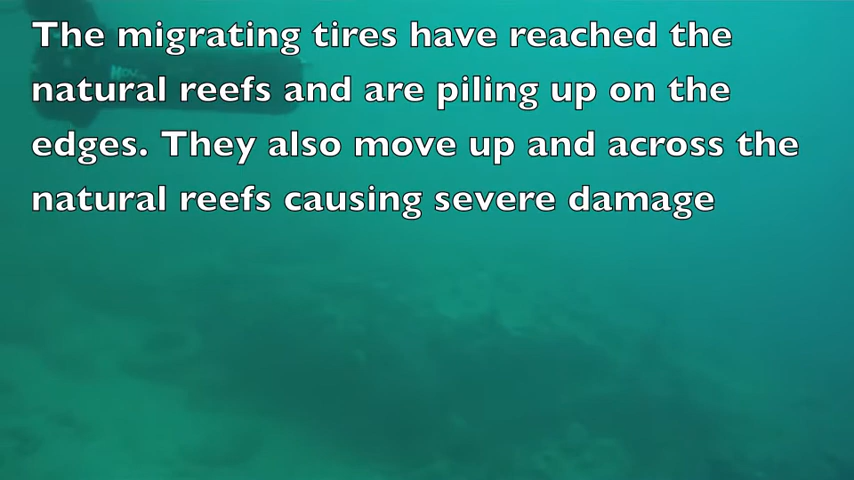 The migrating tires have reached the
natural reefs and are piling up on the
edges. They also move up and across the
natural reefs causing severe damage